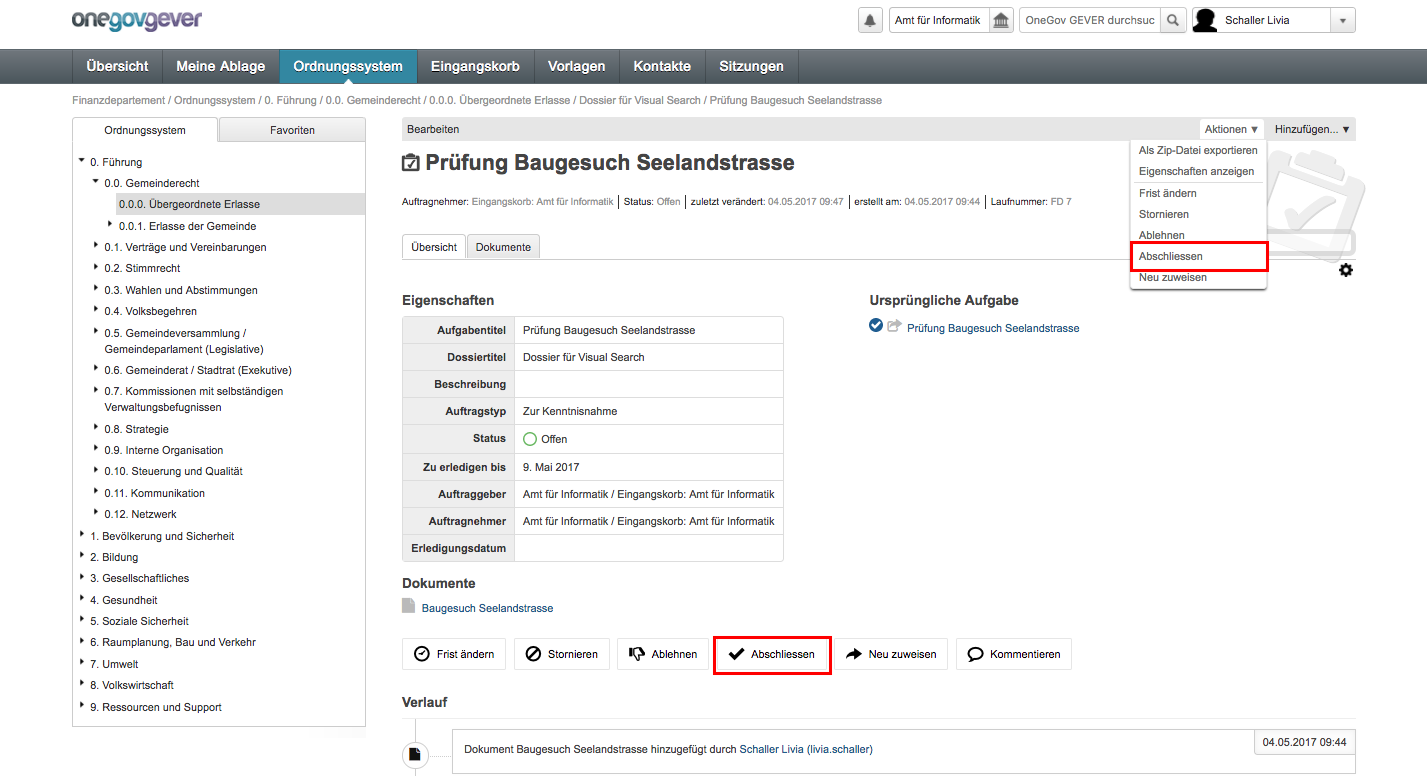 onegovgever
Amt für Informatik
OneGov GEVER durchsuc
Schaller Livia
Übersicht Meine Ablage Ordnungssystem Eingangskorb Vorlagen Kontakte Sitzungen
Finanzdepartement / Ordnungssystem / 0. Führung / 0.0. Gemeinderecht / 0.0.0. Übergeordnete Erlasse / Dossier für Visual Search / Prüfung Baugesuch Seelandstrasse
Ordnungssystem Favoriten
0. Führung
0.0. Gemeinderecht
0.0.0. Übergeordnete Erlasse
0.0.1. Erlasse der Gemeinde
0.1. Verträge und Vereinbarungen
0.2. Stimmrecht
0.3. Wahlen und Abstimmungen
0.4. Volksbegehren
0.5. Gemeindeversammlung /
Gemeindeparlament (Legislative)
0.6. Gemeinderat / Stadtrat (Exekutive)
0.7. Kommissionen mit selbständigen
Verwaltungsbefugnissen
0.8. Strategie
0.9. Interne Organisation
0.10. Steuerung und Qualität
0.11. Kommunikation
0.12. Netzwerk
1. Bevölkerung und Sicherheit
2. Bildung
3. Gesellschaftliches
4. Gesundheit
5. Soziale Sicherheit
6. Raumplanung, Bau und Verkehr
7. Umwelt
8. Volkswirtschaft
9. Ressourcen und Support
Bearbeiten Aktionen ▼ Hinzufügen... ▼
Als Zip-Datei exportieren
Eigenschaften anzeigen
Frist ändern
Stornieren
Ablehnen
Abschliessen
Neu zuweisen
Prüfung Baugesuch Seelandstrasse
Auftragnehmer: Eingangskorb: Amt für Informatik Status: Offen zuletzt verändert: 04.05.2017 09:47 erstellt am: 04.05.2017 09:44 Laufnummer: FD 7
Übersicht Dokumente
Eigenschaften
Aufgabentitel Prüfung Baugesuch Seelandstrasse
Dossiertitel Dossier für Visual Search
Beschreibung
Auftragstyp Zur Kenntnisnahme
Status Offen
Zu erledigen bis 9. Mai 2017
Auftraggeber Amt für Informatik / Eingangskorb: Amt für Informatik
Auftragnehmer Amt für Informatik / Eingangskorb: Amt für Informatik
Erledigungsdatum
Ursprüngliche Aufgabe
Prüfung Baugesuch Seelandstrasse
Dokumente
Baugesuch Seelandstrasse
Frist ändern Stornieren Ablehnen Abschliessen Neu zuweisen Kommentieren
Verlauf
Dokument Baugesuch Seelandstrasse hinzugefügt durch Schaller Livia (livia.schaller) 04.05.2017 09:44